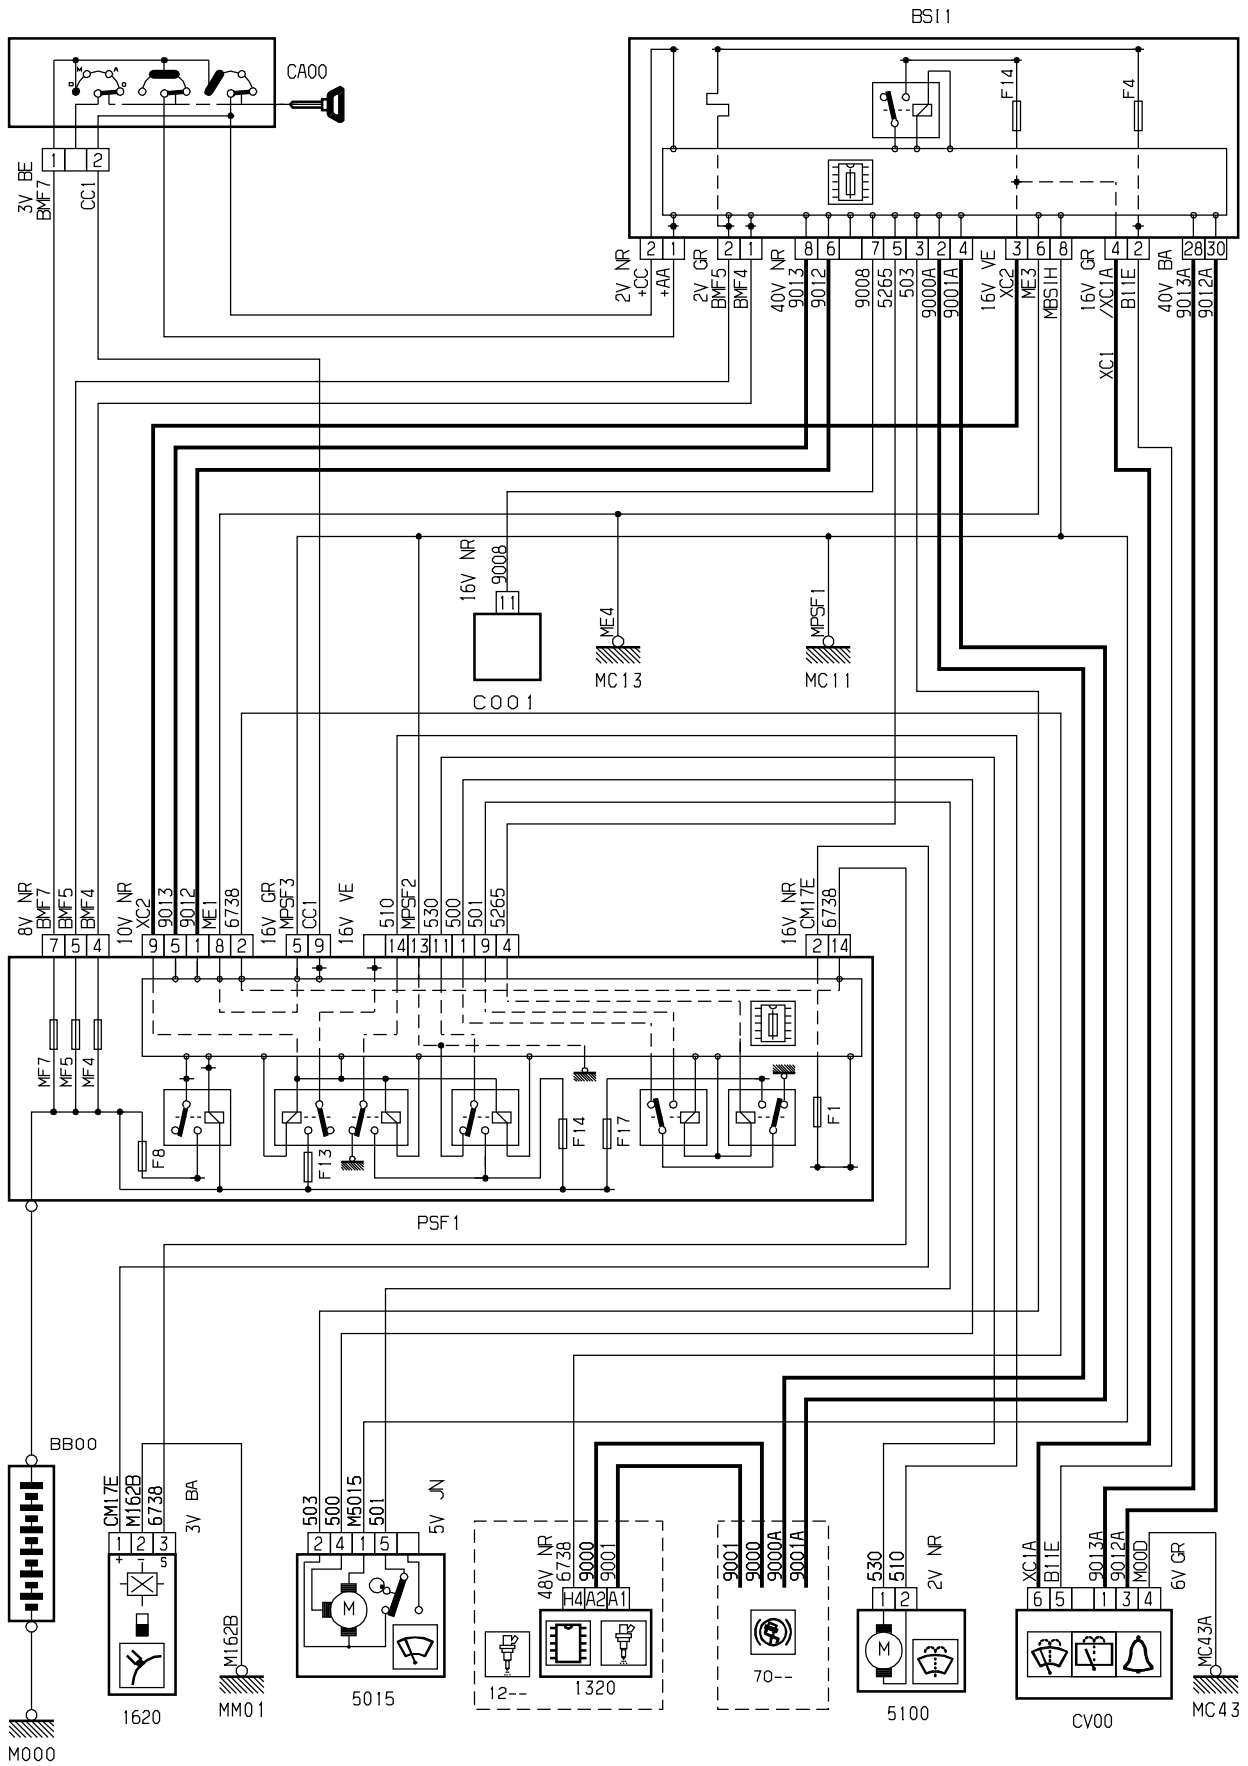 BSI1
CA00
M
A
D
D
1
2
3V BE
BMF7
CC1
F14
F4
2
1
2
1
8
6
7
5
3
2
4
3
6
8
4
2
28
30
2V NR
+CC
+AA
2V GR
BMF5
BMF4
40V NR
9013
9012
9008
5265
503
9000A
9001A
16V VE
XC2
ME3
MBSIH
16V GR
/XC1A
B11E
40V BA
9013A
9012A
XC1
16V NR
9008
11
C001
ME4
MC13
MPSF1
MC11
8V NR
BMF7
BMF5
BMF4
10V NR
XC2
9013
9012
ME1
6738
16V GR
MPSF3
CC1
16V VE
510
MPSF2
530
500
501
5265
16V NR
CM17E
6738
7
5
4
9
5
1
8
2
5
9
14
13
11
1
9
4
2
14
MF7
MF5
MF4
F8
F13
F14
F17
F1
PSF1
BB00
M000
CM17E
M162B
6738
3V BA
1
2
3
+
-
S
1620
M162B
MM01
503
500
M5015
501
5V JN
2
4
1
5
M
5015
48V NR
6738
9000
9001
H4
A2
A1
12--
1320
9001
9000
9000A
9001A
70--
530
510
2V NR
1
2
M
5100
XC1A
B11E
9013A
9012A
M00D
6V GR
6
5
1
3
4
CV00
MC43A
MC43